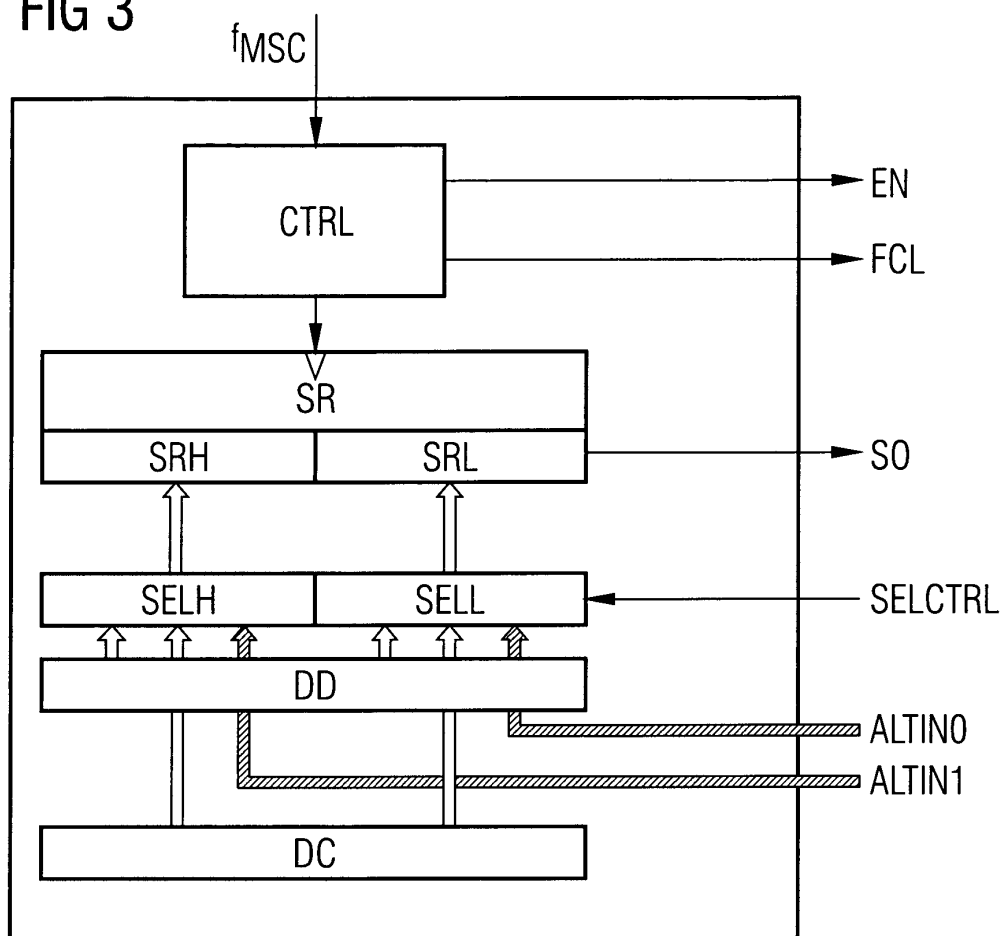 FIG 3
fMSC
CTRL
EN
FCL
SR
SRH
SRL
SO
SELH
SELL
SELCTRL
DD
ALTIN0
ALTIN1
DC